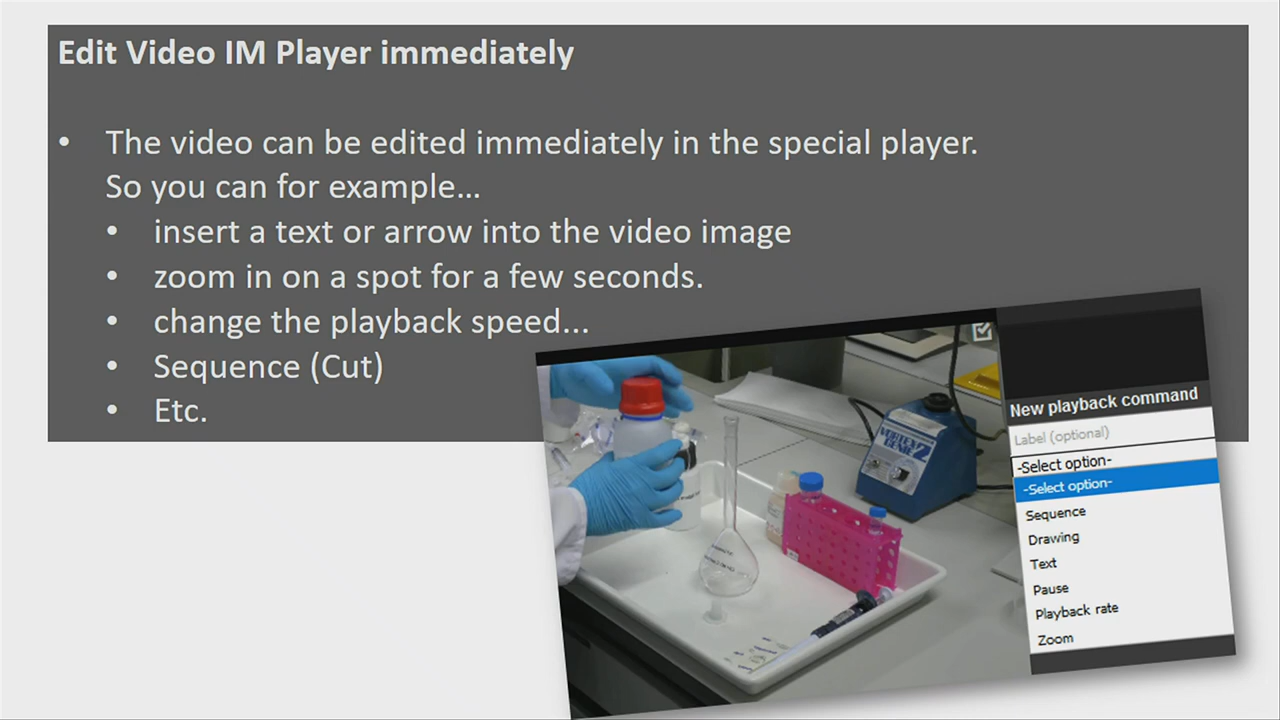 Edit Video IM Player immediately
• The video can be edited immediately in the special player.
So you can for example...
• insert a text or arrow into the video image
• zoom in on a spot for a few seconds.
• change the playback speed...
• Sequence (Cut)
• Etc.
New playback command
Label (optional)
-Select option-
-Select option-
Sequence
Drawing
Text
Pause
Playback rate
Zoom
VORTEX
GENIE 2